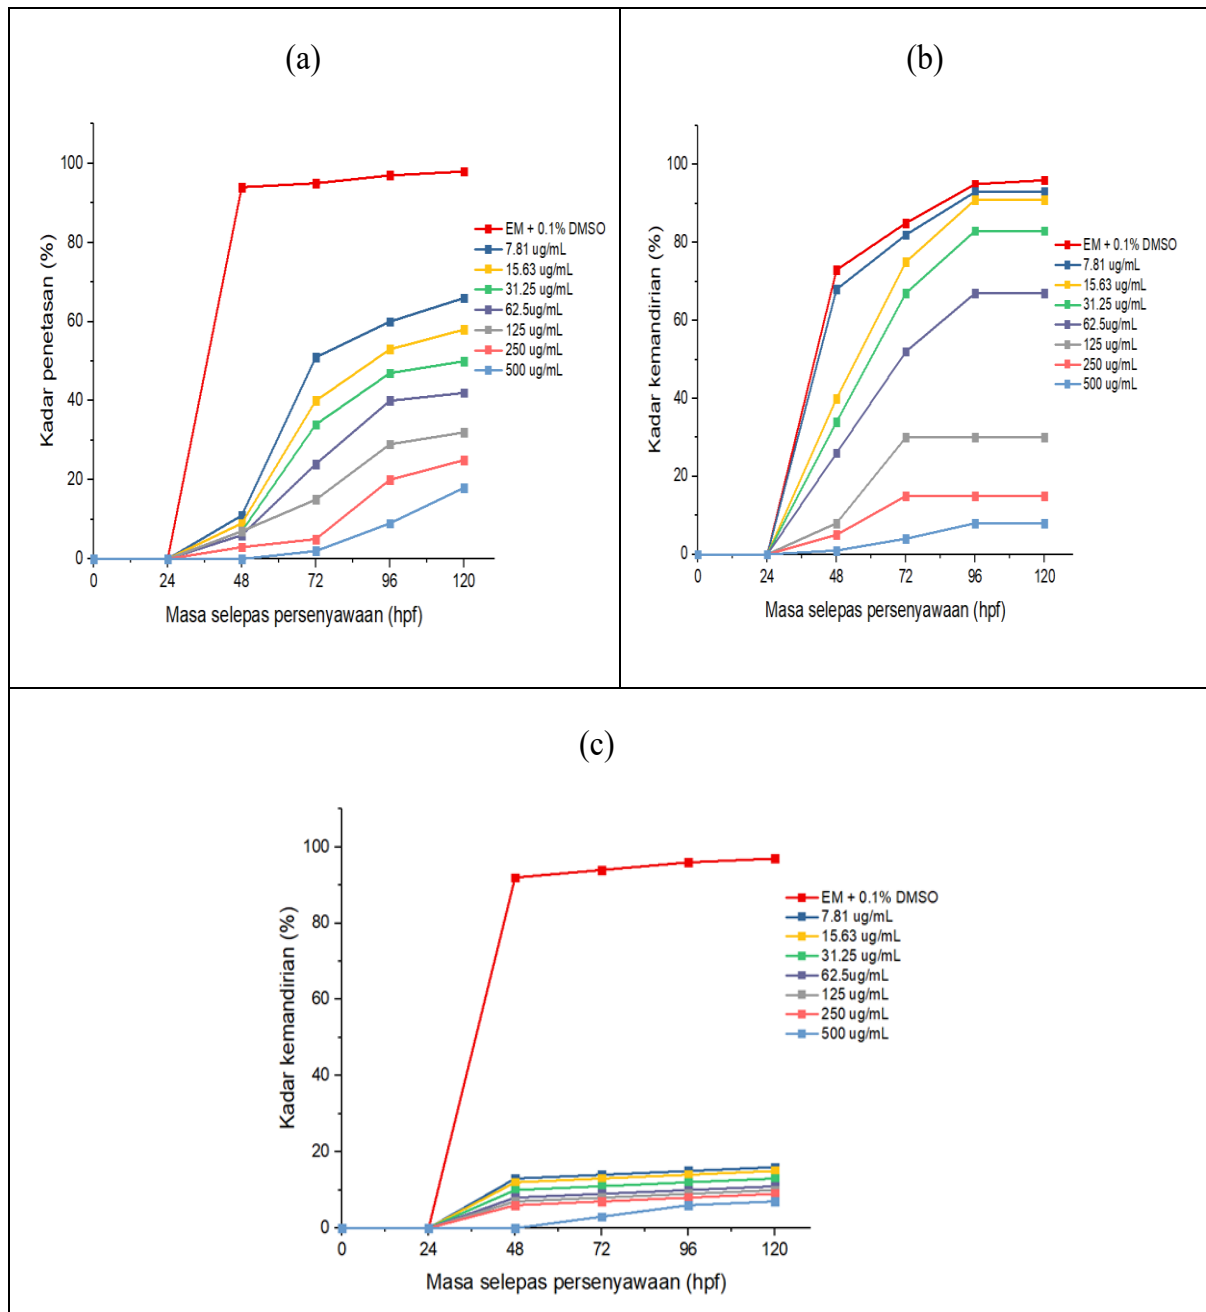 (a)
Kadar penetasan (%)
100
80
60
40
20
0
0 24 48 72 96 120
Masa selepas persenyawaan (hpf)
EM + 0.1% DMSO
7.81 ug/mL
15.63 ug/mL
31.25 ug/mL
62.5ug/mL
125 ug/mL
250 ug/mL
500 ug/mL
(b)
Kadar kemandirian (%)
100
80
60
40
20
0
0 24 48 72 96 120
Masa selepas persenyawaan (hpf)
EM + 0.1% DMSO
7.81 ug/mL
15.63 ug/mL
31.25 ug/mL
62.5ug/mL
125 ug/mL
250 ug/mL
500 ug/mL
(c)
Kadar kemandirian (%)
100
80
60
40
20
0
0 24 48 72 96 120
Masa selepas persenyawaan (hpf)
EM + 0.1% DMSO
7.81 ug/mL
15.63 ug/mL
31.25 ug/mL
62.5ug/mL
125 ug/mL
250 ug/mL
500 ug/mL